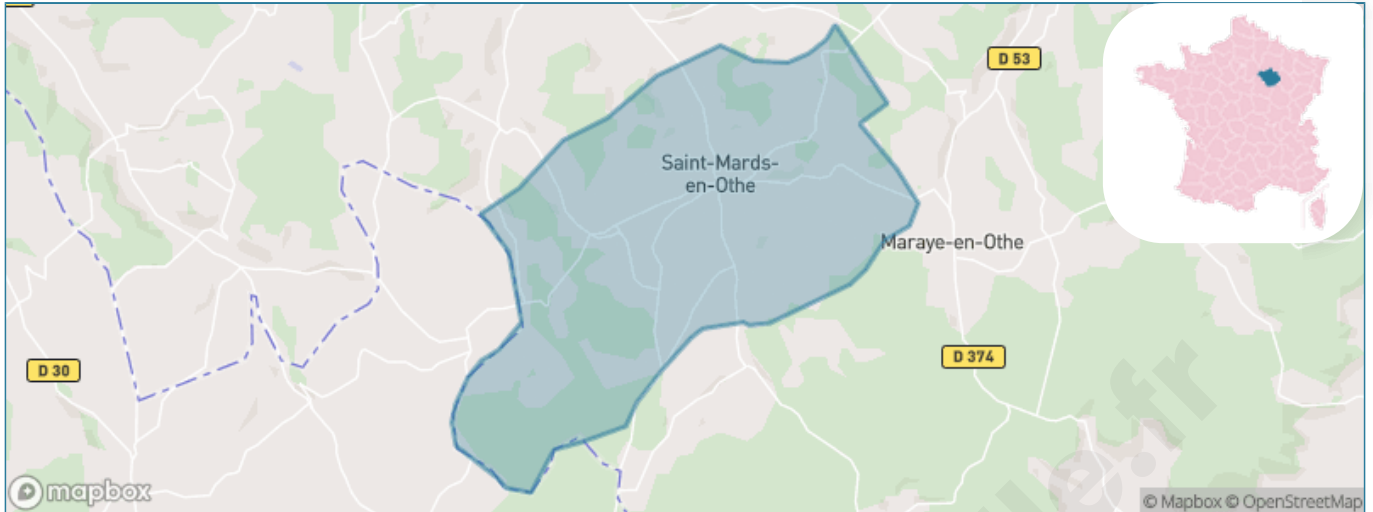 D 53
Saint-Mards-
en-Othe
Maraye-en-Othe
D 374
D 30
mapbox
© Mapbox © OpenStreetMap